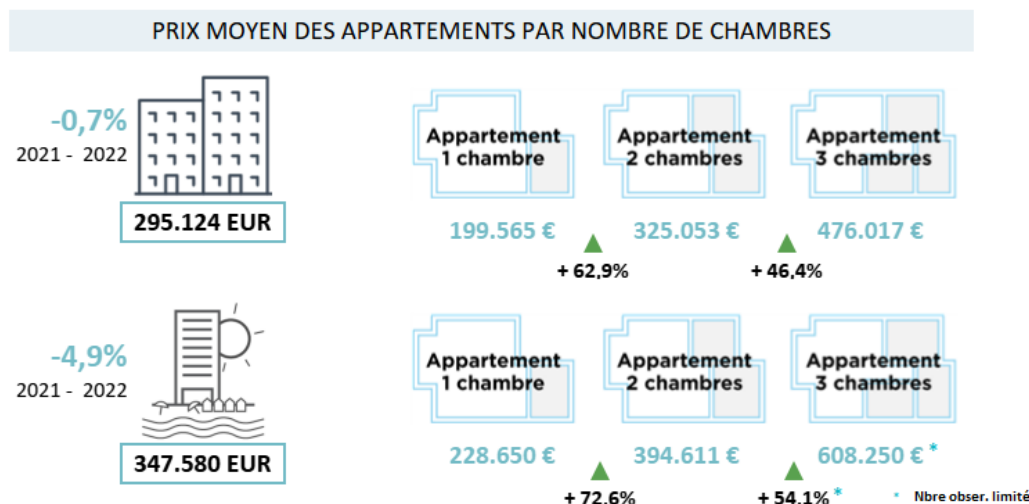 PRIX MOYEN DES APPARTEMENTS PAR NOMBRE DE CHAMBRES
-0,7%
2021 - 2022
295.124 EUR
Appartement
1 chambre
Appartement
2 chambres
Appartement
3 chambres
199.565 €
325.053 €
476.017 €
+ 62,9%
+ 46,4%
-4,9%
2021 - 2022
347.580 EUR
Appartement
1 chambre
Appartement
2 chambres
Appartement
3 chambres
228.650 €
394.611 €
608.250 € *
+ 72,6%
+ 54,1% *
* Nbre obser. limité